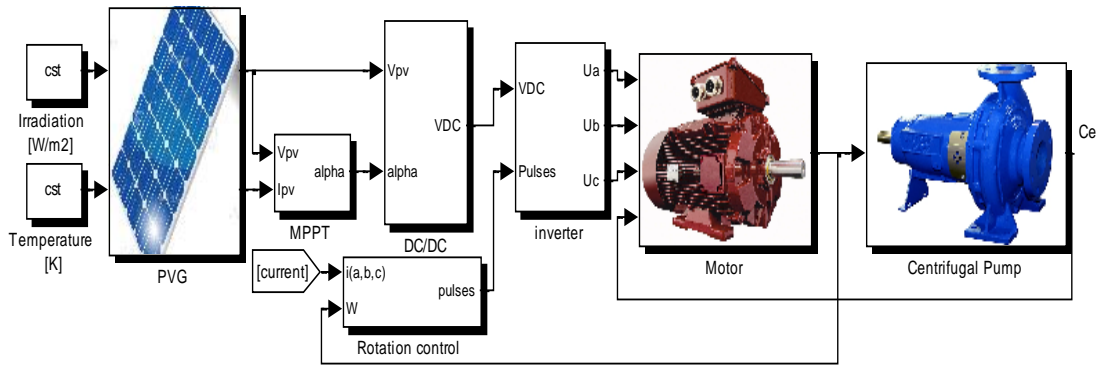 cst
Irradiation
[W/m2]
cst
Temperature
[K]
PVG
Vpv
Ipv
alpha
MPPT
Vpv
VDC
alpha
DC/DC
[current]
i(a,b,c)
pulses
W
Rotation control
VDC
Pulses
Ua
Ub
Uc
inverter
Motor
Centrifugal Pump
Ce